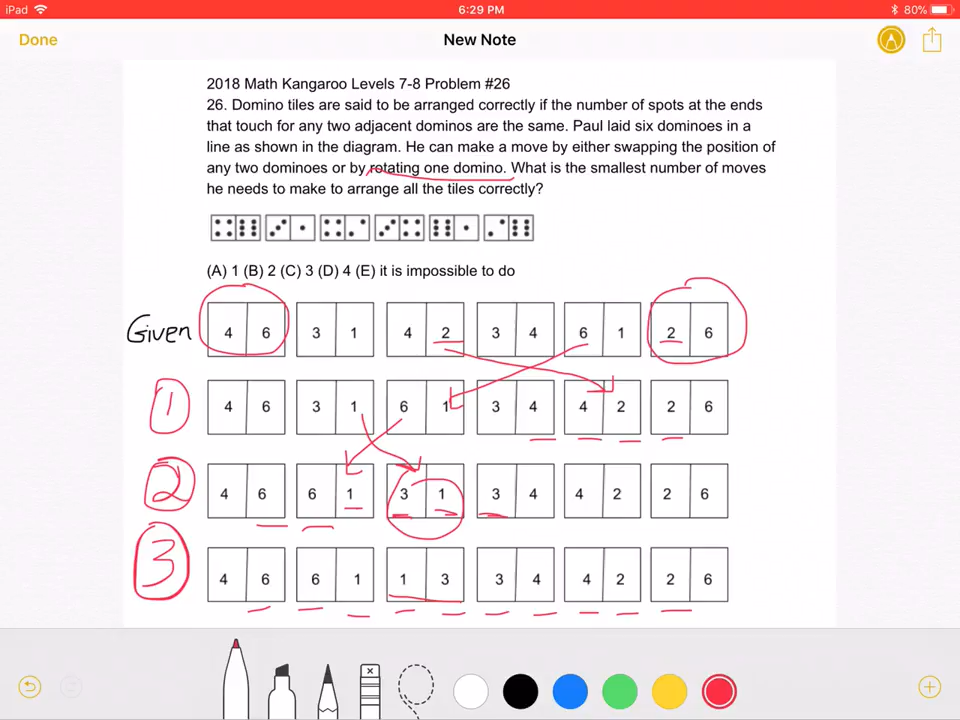 iPad 6:29 PM 80%
Done New Note
2018 Math Kangaroo Levels 7-8 Problem #26
26. Domino tiles are said to be arranged correctly if the number of spots at the ends
that touch for any two adjacent dominos are the same. Paul laid six dominoes in a
line as shown in the diagram. He can make a move by either swapping the position of
any two dominoes or by rotating one domino. What is the smallest number of moves
he needs to make to arrange all the tiles correctly?
(A) 1 (B) 2 (C) 3 (D) 4 (E) it is impossible to do
Given 4 6 3 1 4 2 3 4 6 1 2 6
1 4 6 3 1 6 1 3 4 4 2 2 6
2 4 6 6 1 3 1 3 4 4 2 2 6
3 4 6 6 1 1 3 3 4 4 2 2 6